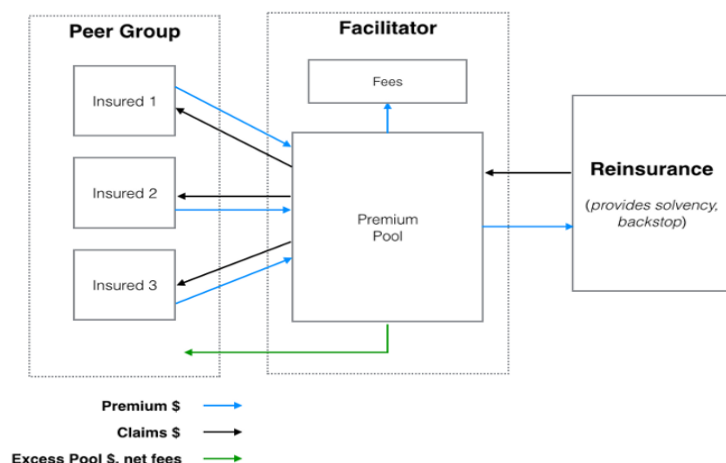 Peer Group
Facilitator
Insured 1
Insured 2
Insured 3
Fees
Premium
Pool
Reinsurance
(provides solvency,
backstop)
Premium $
Claims $
Excess Pool $, net fees